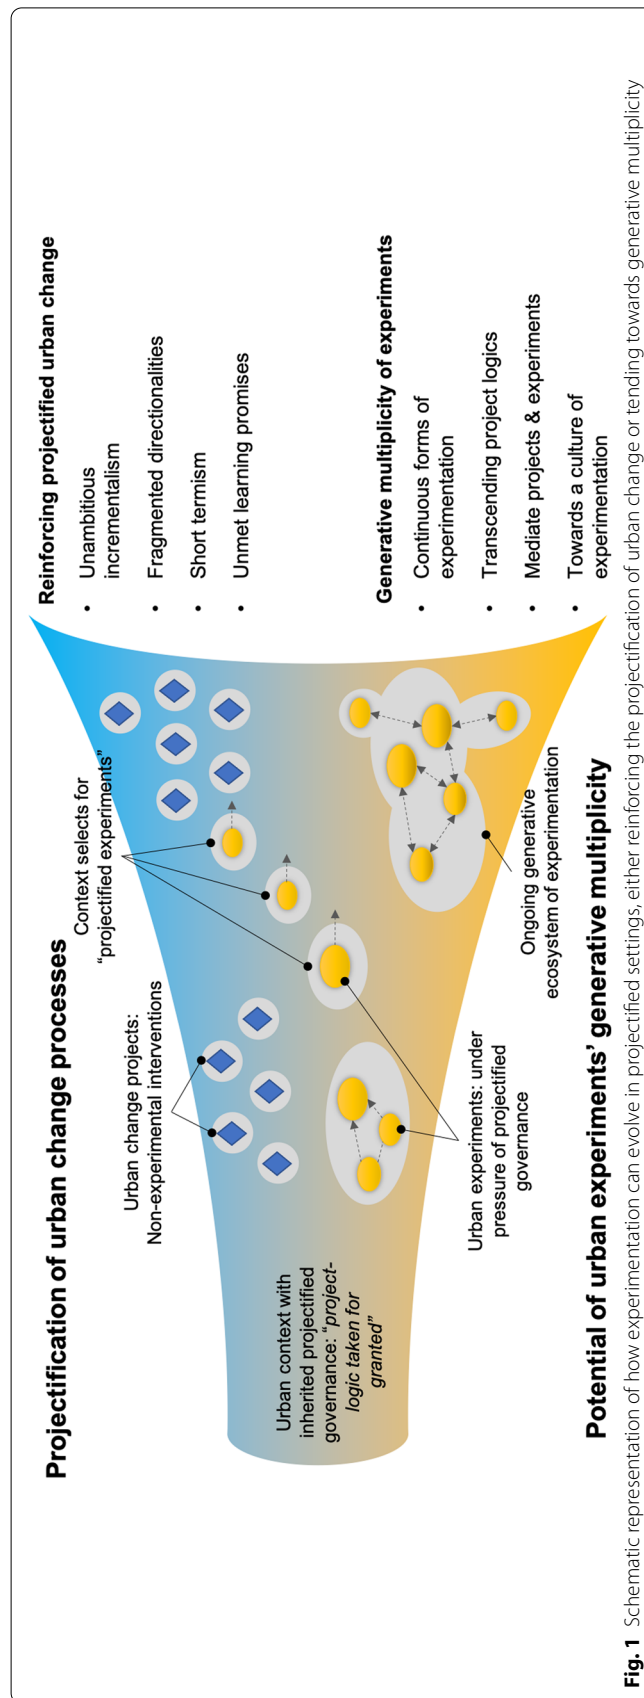 Projectification of urban change processes
Reinforcing projectified urban change
• Unambitious
incrementalism
• Fragmented directionalities
• Short termism
• Unmet learning promises
Context selects for
“projectified experiments”
Urban change projects:
Non-experimental interventions
Urban context with
inherited projectified
governance: “project-
logic taken for
granted”
Generative multiplicity of experiments
• Continuous forms of
experimentation
• Transcending project logics
• Mediate projects & experiments
• Towards a culture of
experimentation
Urban experiments: under
pressure of projectified
governance
Ongoing generative
ecosystem of experimentation
Potential of urban experiments’ generative multiplicity
Fig. 1 Schematic representation of how experimentation can evolve in projectified settings, either reinforcing the projectification of urban change or tending towards generative multiplicity